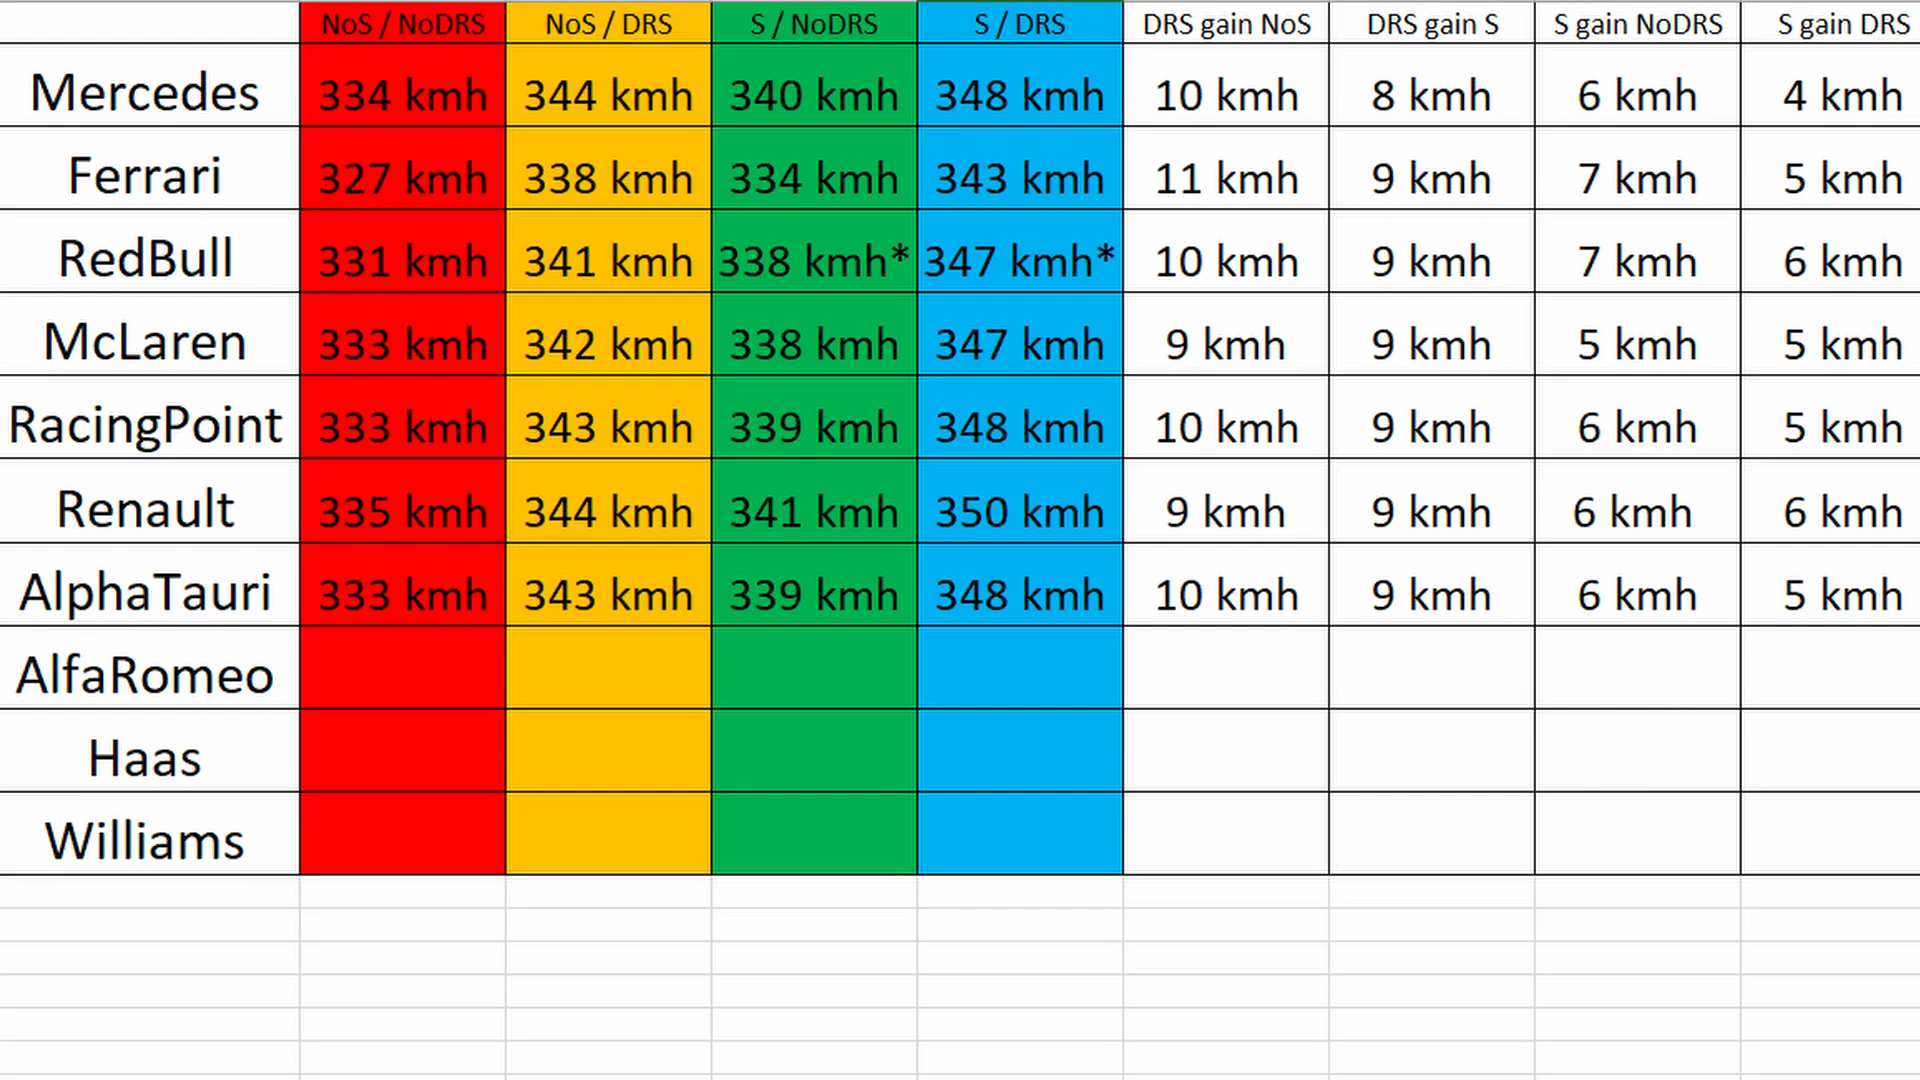 NoS / NoDRS NoS / DRS S / NoDRS S / DRS DRS gain NoS DRS gain S S gain NoDRS S gain DRS
Mercedes 334 kmh 344 kmh 340 kmh 348 kmh 10 kmh 8 kmh 6 kmh 4 kmh
Ferrari 327 kmh 338 kmh 334 kmh 343 kmh 11 kmh 9 kmh 7 kmh 5 kmh
RedBull 331 kmh 341 kmh 338 kmh* 347 kmh* 10 kmh 9 kmh 7 kmh 6 kmh
McLaren 333 kmh 342 kmh 338 kmh 347 kmh 9 kmh 9 kmh 5 kmh 5 kmh
RacingPoint 333 kmh 343 kmh 339 kmh 348 kmh 10 kmh 9 kmh 6 kmh 5 kmh
Renault 335 kmh 344 kmh 341 kmh 350 kmh 9 kmh 9 kmh 6 kmh 6 kmh
AlphaTauri 333 kmh 343 kmh 339 kmh 348 kmh 10 kmh 9 kmh 6 kmh 5 kmh
AlfaRomeo
Haas
Williams